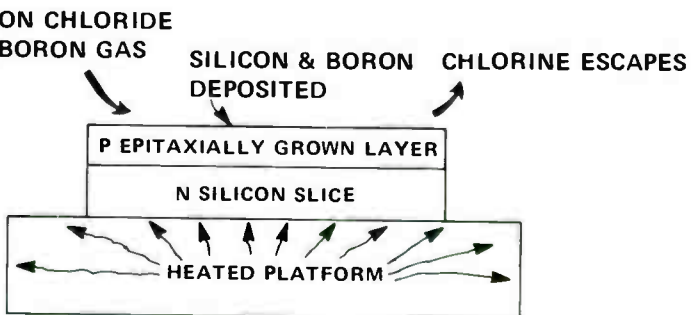 ON CHLORIDE
BORON GAS
SILICON & BORON
DEPOSITED
CHLORINE ESCAPES
P EPITAXIALLY GROWN LAYER
N SILICON SLICE
HEATED PLATFORM